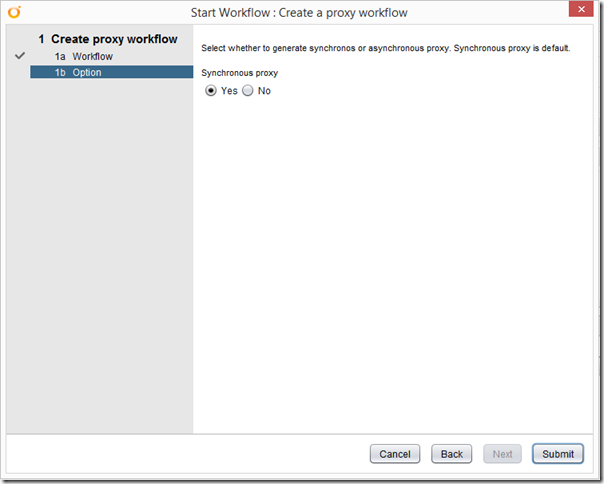 Start Workflow : Create a proxy workflow
1 Create proxy workflow
1a Workflow
1b Option
Select whether to generate synchronos or asynchronous proxy. Synchronous proxy is default.
Synchronous proxy
Yes No
Cancel Back Next Submit